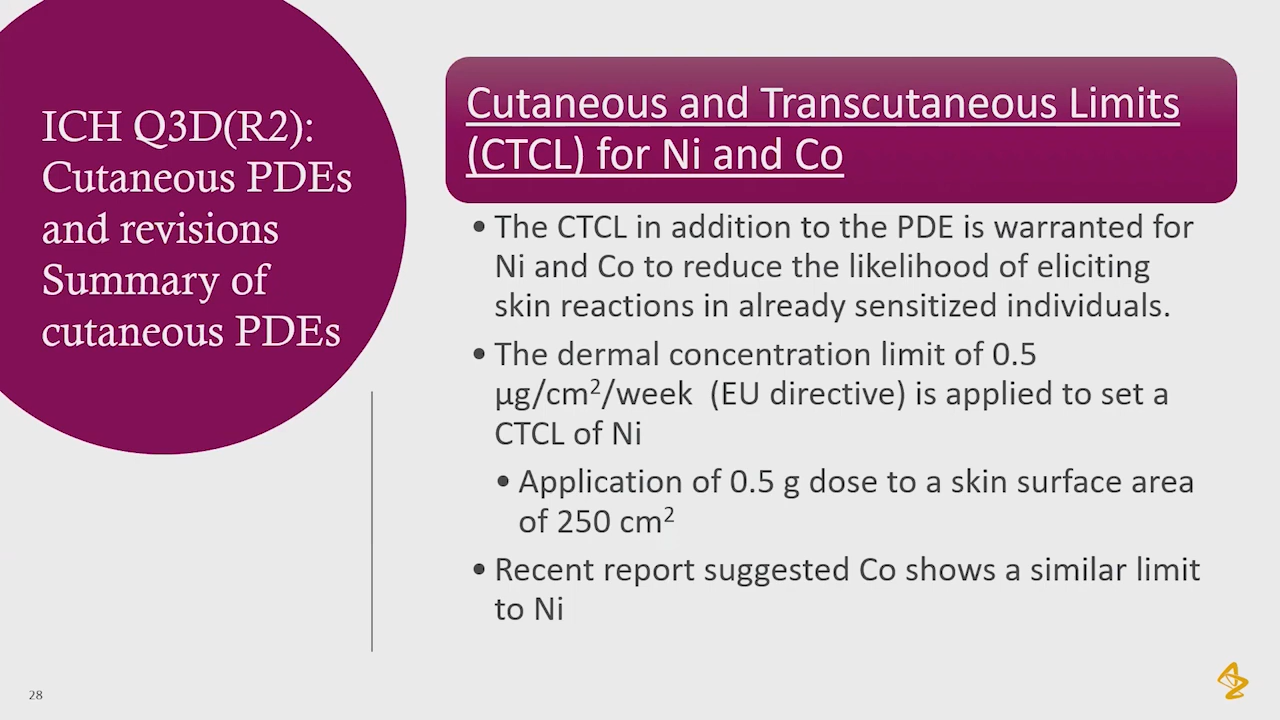 ICH Q3D(R2):
Cutaneous PDEs
and revisions
Summary of
cutaneous PDEs
Cutaneous and Transcutaneous Limits
(CTCL) for Ni and Co
• The CTCL in addition to the PDE is warranted for
Ni and Co to reduce the likelihood of eliciting
skin reactions in already sensitized individuals.
• The dermal concentration limit of 0.5
µg/cm²/week (EU directive) is applied to set a
CTCL of Ni
• Application of 0.5 g dose to a skin surface area
of 250 cm²
• Recent report suggested Co shows a similar limit
to Ni
28